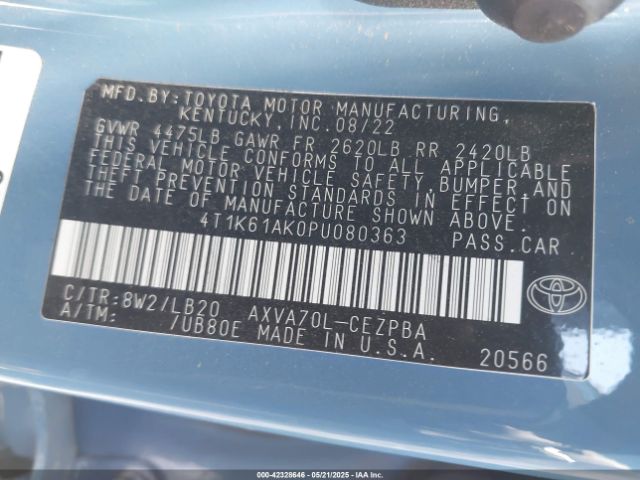 MFD.BY:TOYOTA MOTOR MANUFACTURING,
KENTUCKY, INC. 08/22
GVWR 4475LB GAWR FR 2620LB RR 2420LB
THIS VEHICLE CONFORMS TO ALL APPLICABLE
FEDERAL MOTOR VEHICLE SAFETY, BUMPER, AND
THEFT PREVENTION STANDARDS IN EFFECT ON
THE DATE OF MANUFACTURE SHOWN ABOVE.
4T1K61AK0PU080363 PASS.CAR
C/TR:8W2/LB20 AXVA70L-CEZPBA
A/TM: /UB80E MADE IN U.S.A. 20566
000-42328646 - 05/21/2025 - IAAI.COM